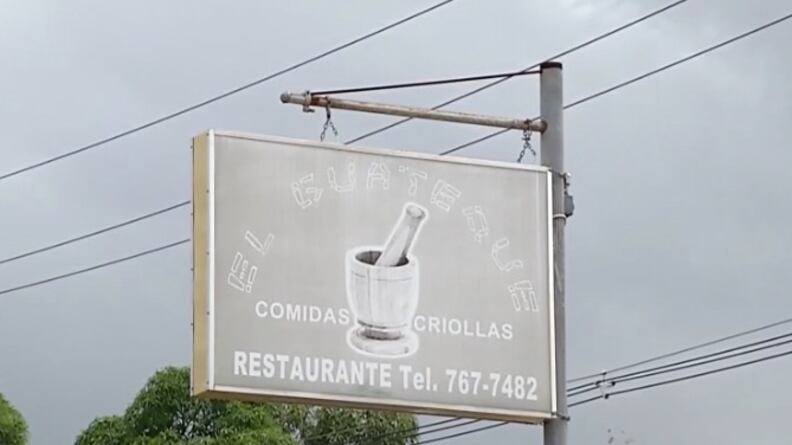 EL GUATEQUE
COMIDAS CRIOLLAS
RESTAURANTE Tel. 767-7482